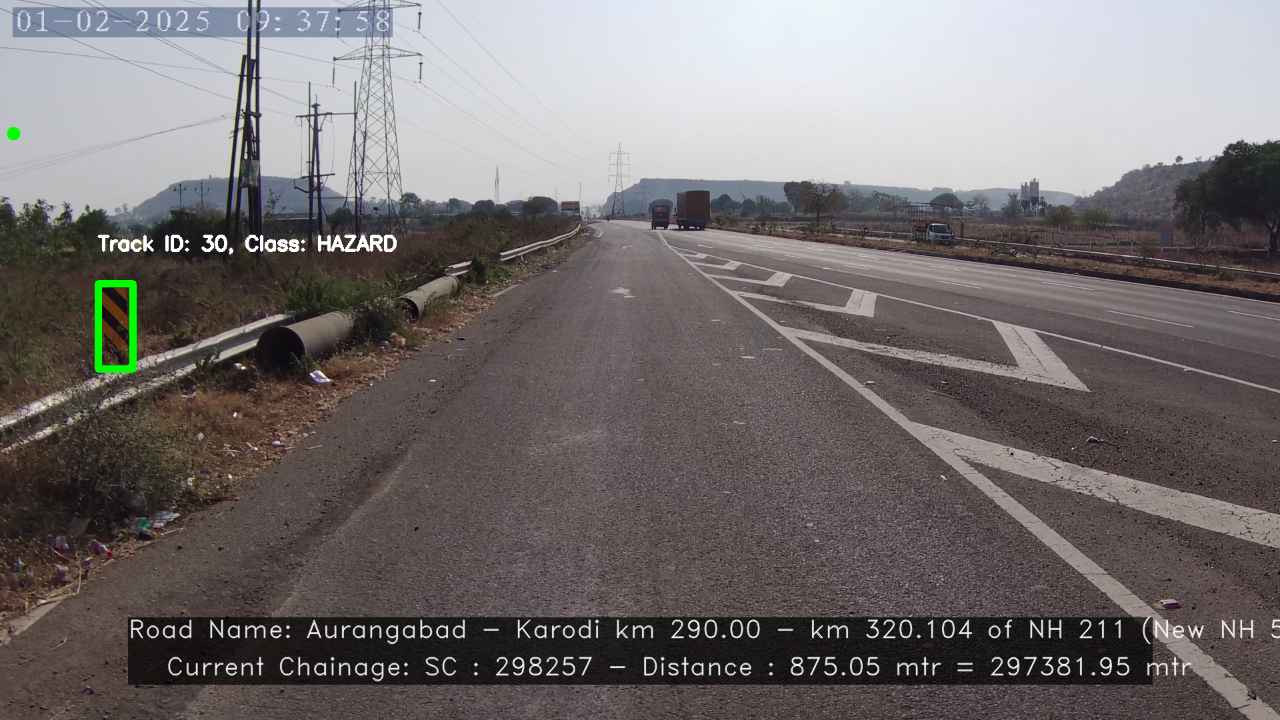 01-02-2025 09:37:58
Track ID: 30, Class: HAZARD
Road Name: Aurangabad - Karodi km 290.00 - km 320.104 of NH 211 (New NH 5
Current Chainage: SC : 298257 - Distance : 875.05 mtr = 297381.95 mtr